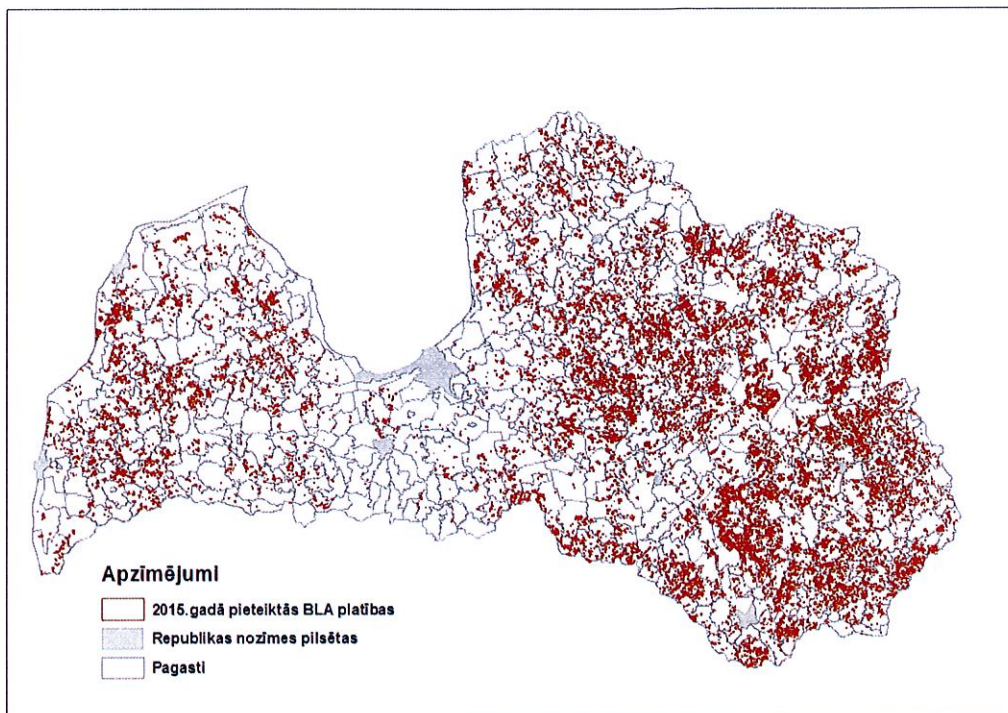 Apzīmējumi
2015.gadā pieteiktās BLA platības
Republikas nozīmes pilsētas
Pagasti